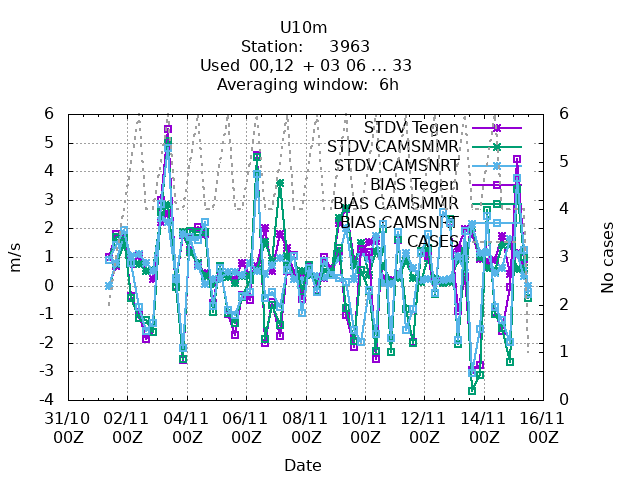 U10m
Station:     3963
Used  00,12  + 03 06 ... 33
Averaging window:  6h
6 6
STDV Tegen
5 5
STDV CAMSMMR
STDV CAMSNRT
4 BIAS Tegen
BIAS CAMSMMR
3 4
BIAS CAMSNRT
2 CASES
1 3
m/s
No cases
0
-1 2
-2 1
-3
-4 0
31/10 02/11 04/11 06/11 08/11 10/11 12/11 14/11 16/11
00Z 00Z 00Z 00Z 00Z 00Z 00Z 00Z 00Z
Date